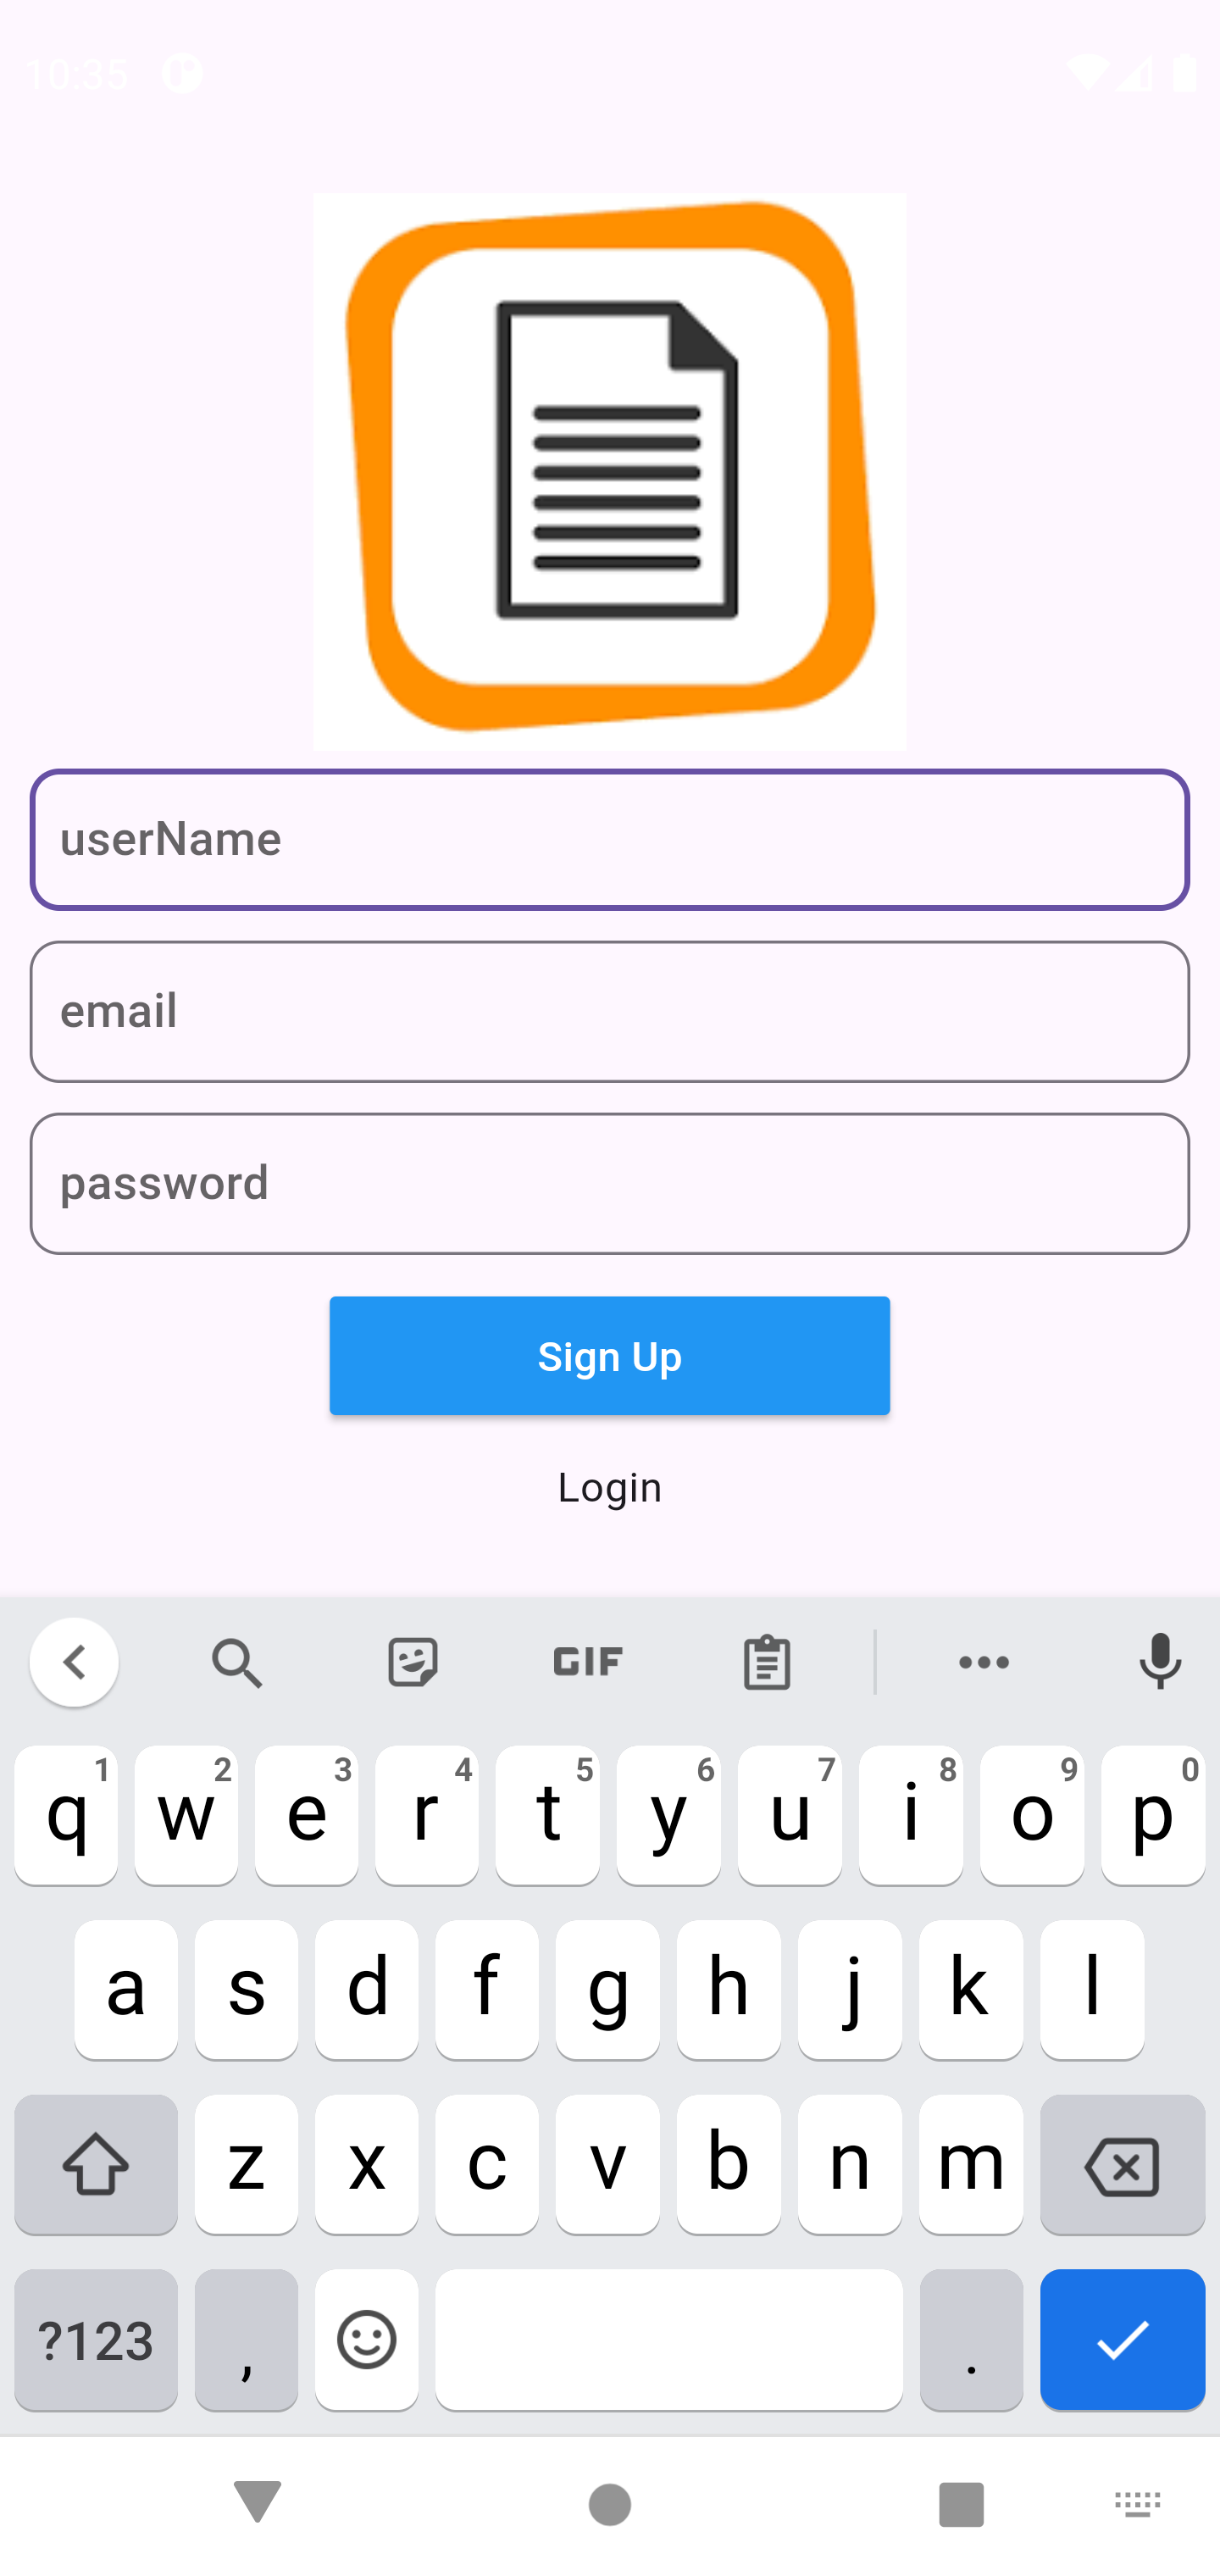 10:35
userName
email
password
Sign Up
Login
GIF
q 1 w 2 e 3 r 4 t 5 y 6 u 7 i 8 o 9 p 0
a s d f g h j k l
z x c v b n m
?123 , .